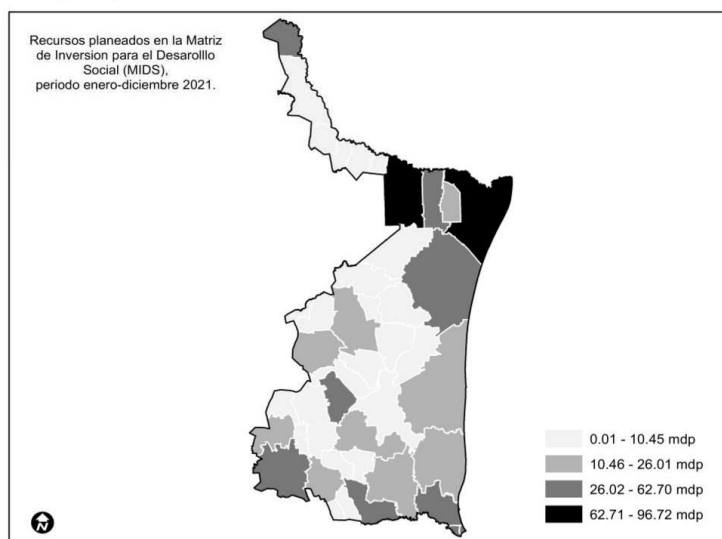 Recursos planeados en la Matriz
de Inversion para el Desarolllo
Social (MIDS),
periodo enero-diciembre 2021.
0.01 - 10.45 mdp
10.46 - 26.01 mdp
26.02 - 62.70 mdp
62.71 - 96.72 mdp
N